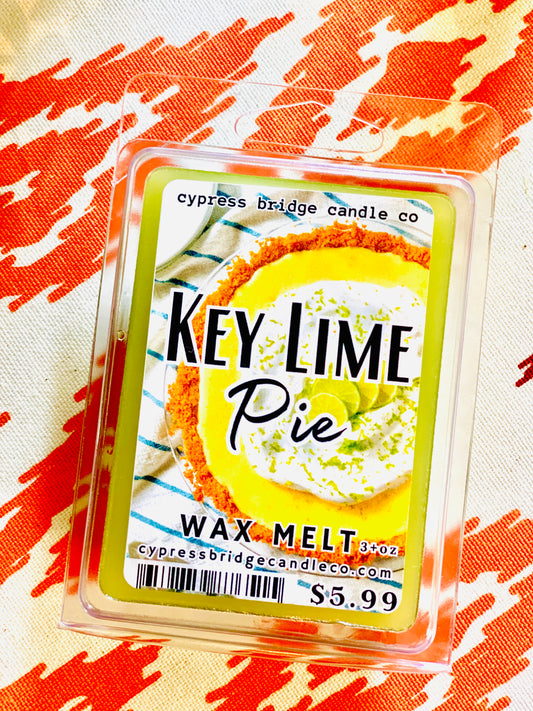 cypress bridge candle co
KEY LIME
Pie
WAX MELT 3+oz
cypressbridgecandleco.com
$5.99